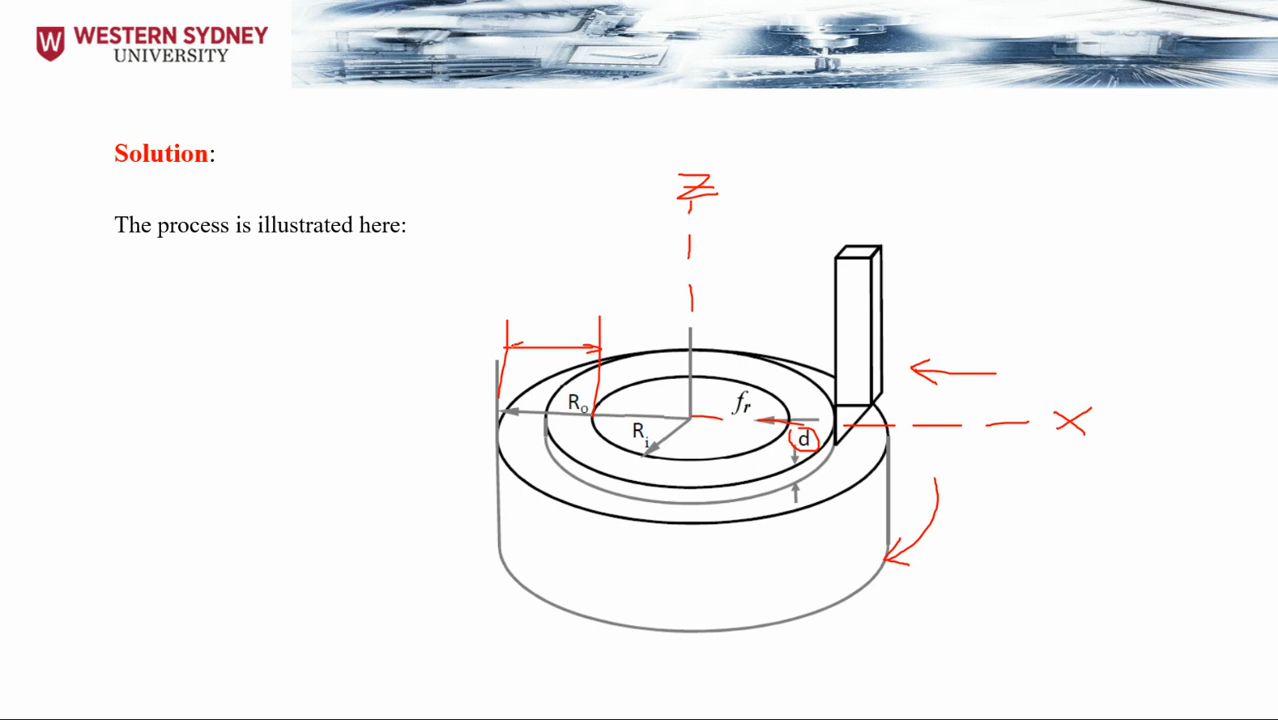 WESTERN SYDNEY
UNIVERSITY
Solution:
Z
The process is illustrated here:
Rₒ
fᵣ
X
Rᵢ
d